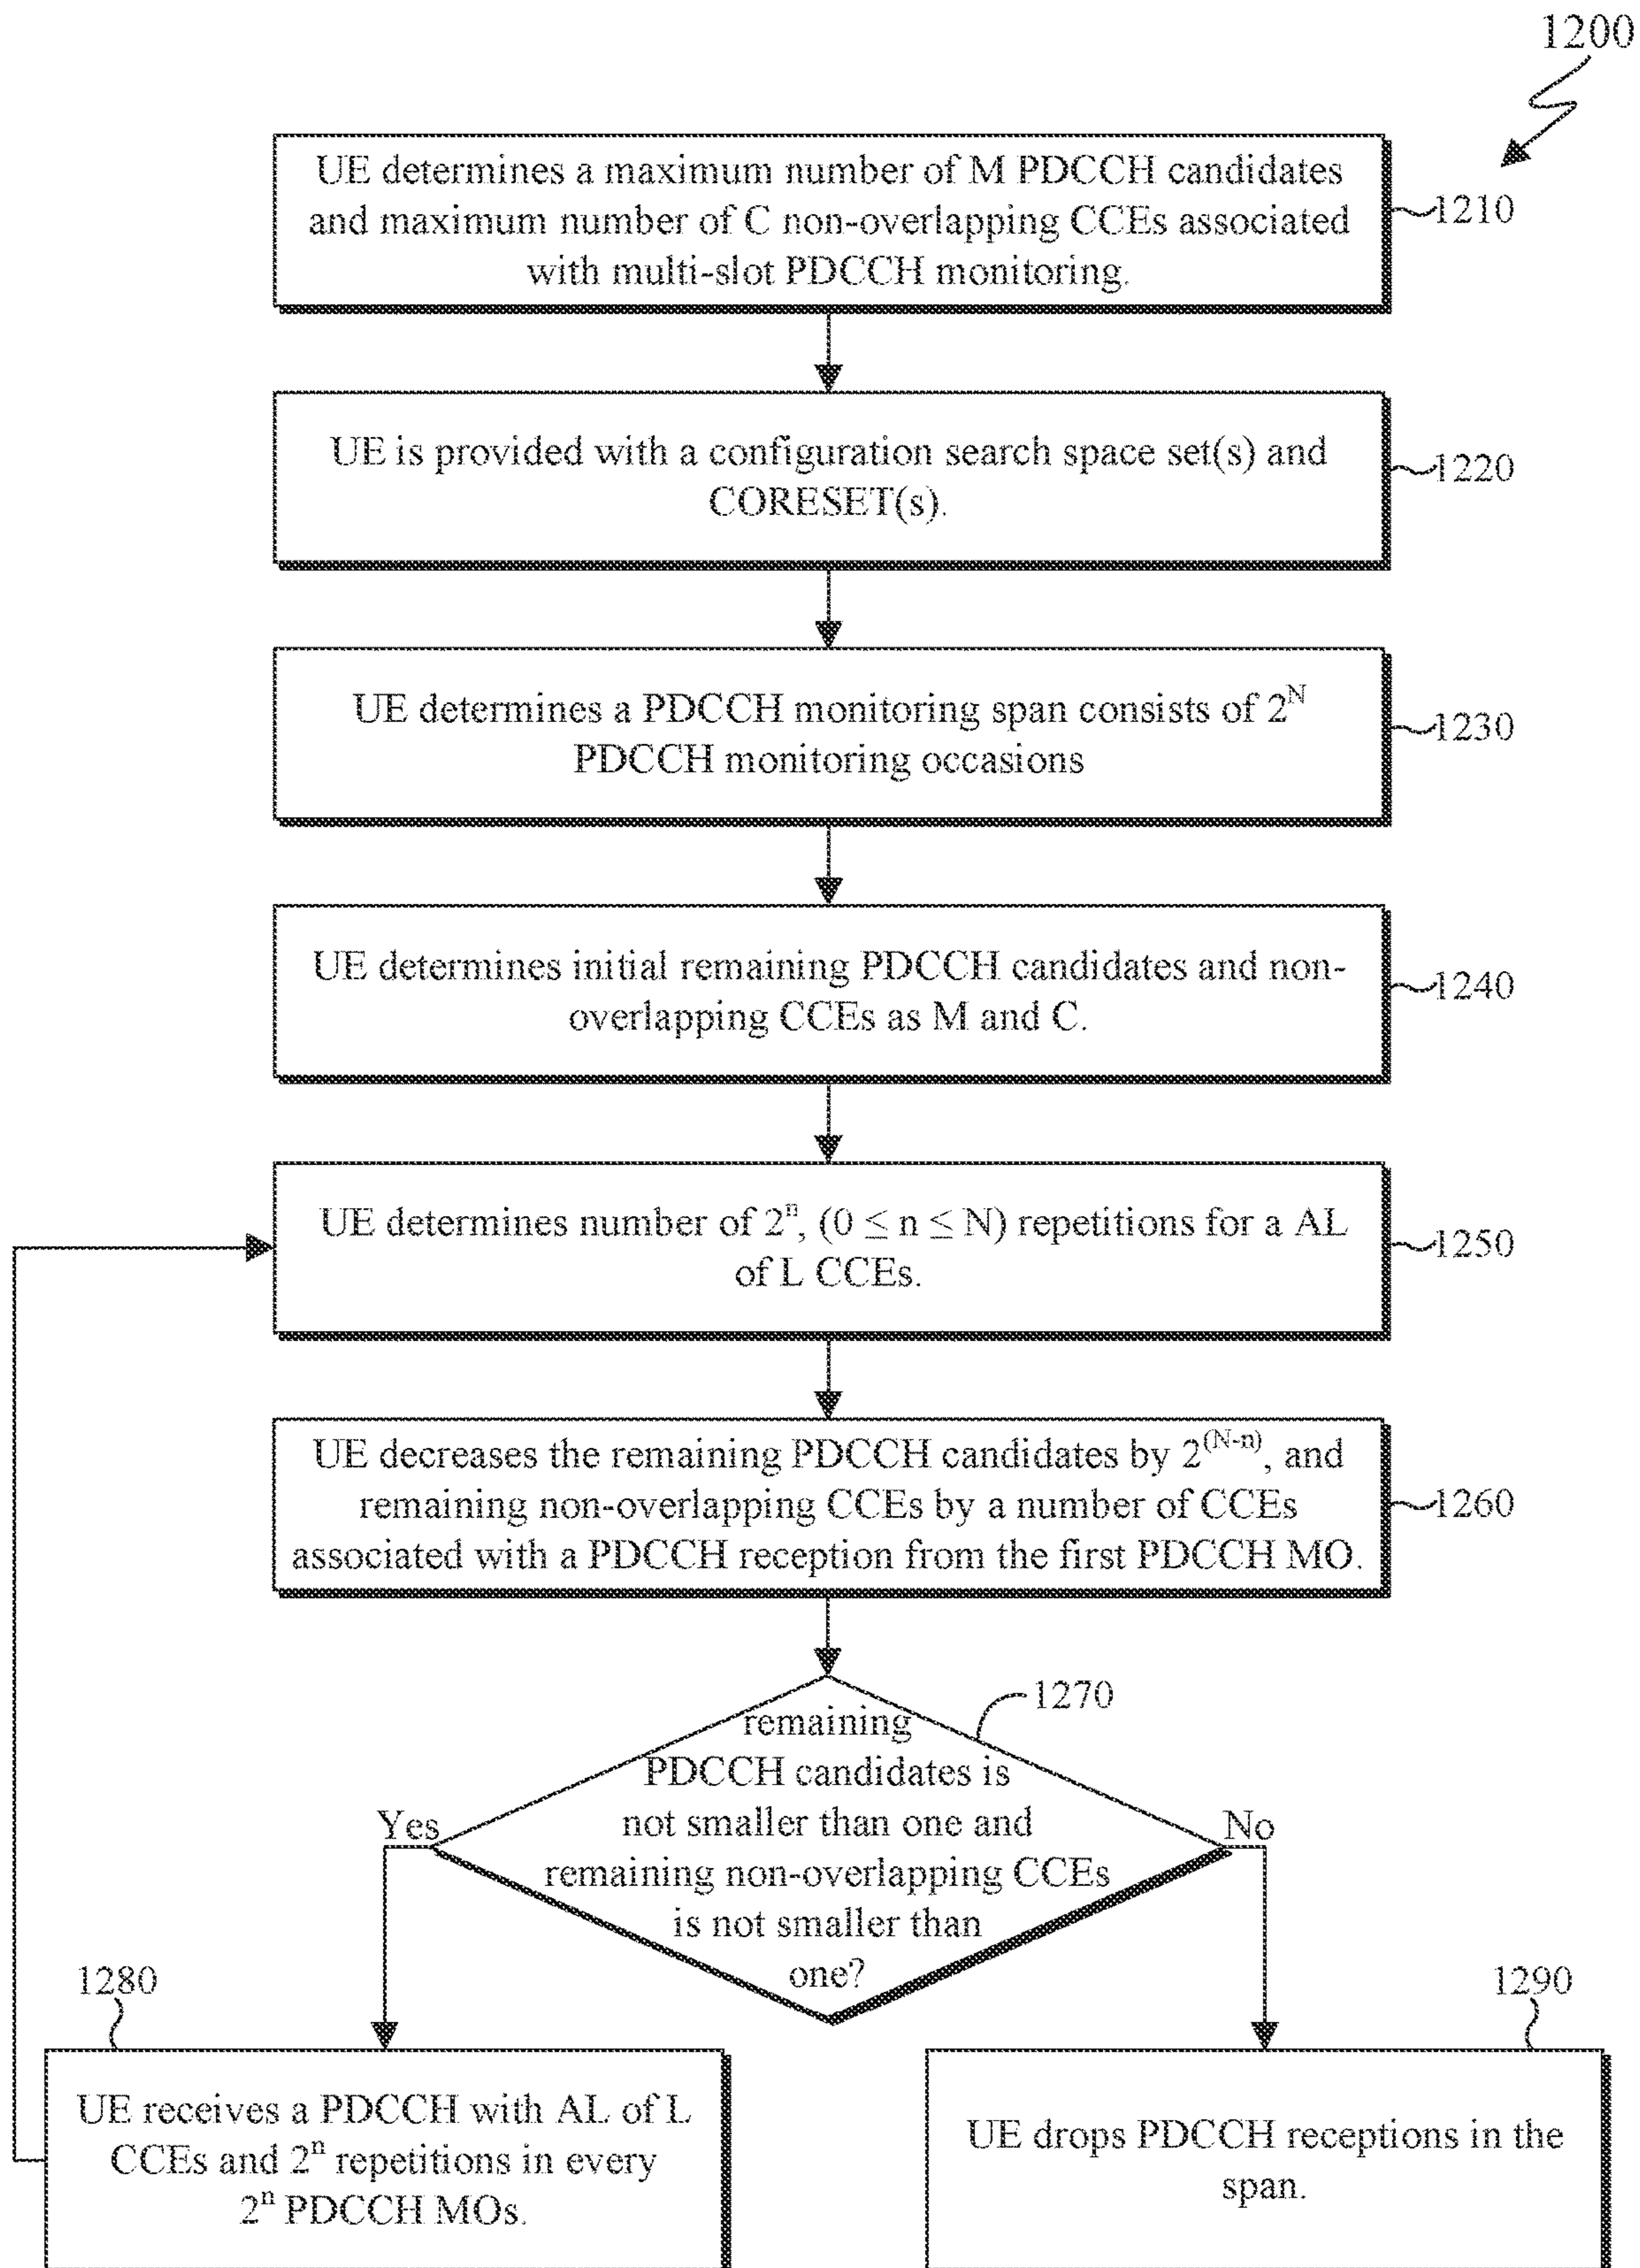 1200
UE determines a maximum number of M PDCCH candidates
and maximum number of C non-overlapping CCEs associated
with multi-slot PDCCH monitoring.
1210
UE is provided with a configuration search space set(s) and
CORESET(s).
1220
UE determines a PDCCH monitoring span consists of 2^N
PDCCH monitoring occasions
1230
UE determines initial remaining PDCCH candidates and non-
overlapping CCEs as M and C.
1240
UE determines number of 2^n, (0 ≤ n ≤ N) repetitions for a AL
of L CCEs.
1250
UE decreases the remaining PDCCH candidates by 2^(N-n), and
remaining non-overlapping CCEs by a number of CCEs
associated with a PDCCH reception from the first PDCCH MO.
1260
1270
remaining
PDCCH candidates is
not smaller than one and
remaining non-overlapping CCEs
is not smaller than
one?
Yes
No
1280
UE receives a PDCCH with AL of L
CCEs and 2^n repetitions in every
2^n PDCCH MOs.
1290
UE drops PDCCH receptions in the
span.